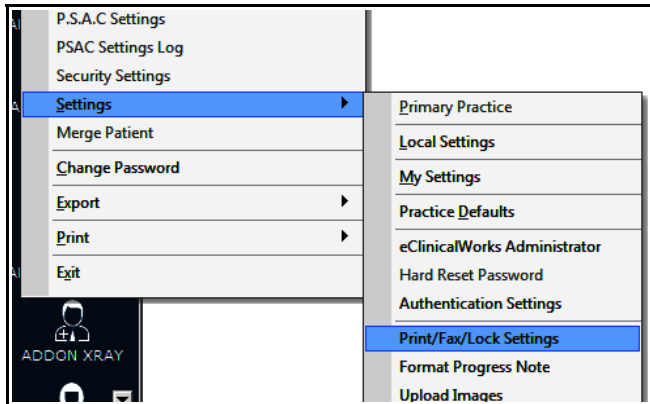 P.S.A.C Settings
PSAC Settings Log
Security Settings
Settings
Merge Patient
Change Password
Export
Print
Exit
Primary Practice
Local Settings
My Settings
Practice Defaults
eClinicalWorks Administrator
Hard Reset Password
Authentication Settings
Print/Fax/Lock Settings
Format Progress Note
Upload Images
ADDON XRAY